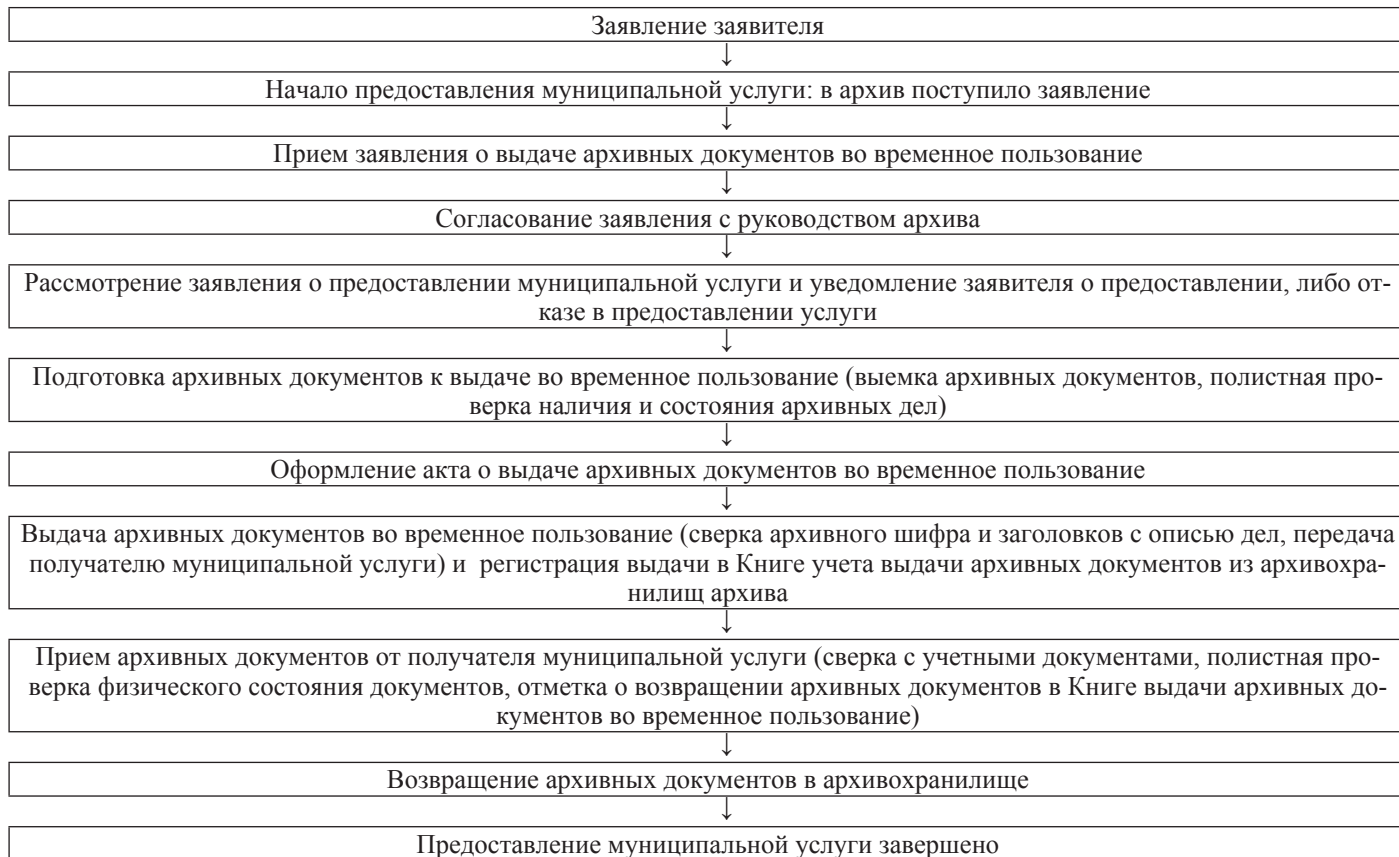 Заявление заявителя
↓
Начало предоставления муниципальной услуги: в архив поступило заявление
↓
Прием заявления о выдаче архивных документов во временное пользование
↓
Согласование заявления с руководством архива
↓
Рассмотрение заявления о предоставлении муниципальной услуги и уведомление заявителя о предоставлении, либо от-
казе в предоставлении услуги
↓
Подготовка архивных документов к выдаче во временное пользование (выемка архивных документов, полистная про-
верка наличия и состояния архивных дел)
↓
Оформление акта о выдаче архивных документов во временное пользование
↓
Выдача архивных документов во временное пользование (сверка архивного шифра и заголовков с описью дел, передача
получателю муниципальной услуги) и регистрация выдачи в Книге учета выдачи архивных документов из архивохра-
нилищ архива
↓
Прием архивных документов от получателя муниципальной услуги (сверка с учетными документами, полистная про-
верка физического состояния документов, отметка о возвращении архивных документов в Книге выдачи архивных до-
кументов во временное пользование)
↓
Возвращение архивных документов в архивохранилище
↓
Предоставление муниципальной услуги завершено